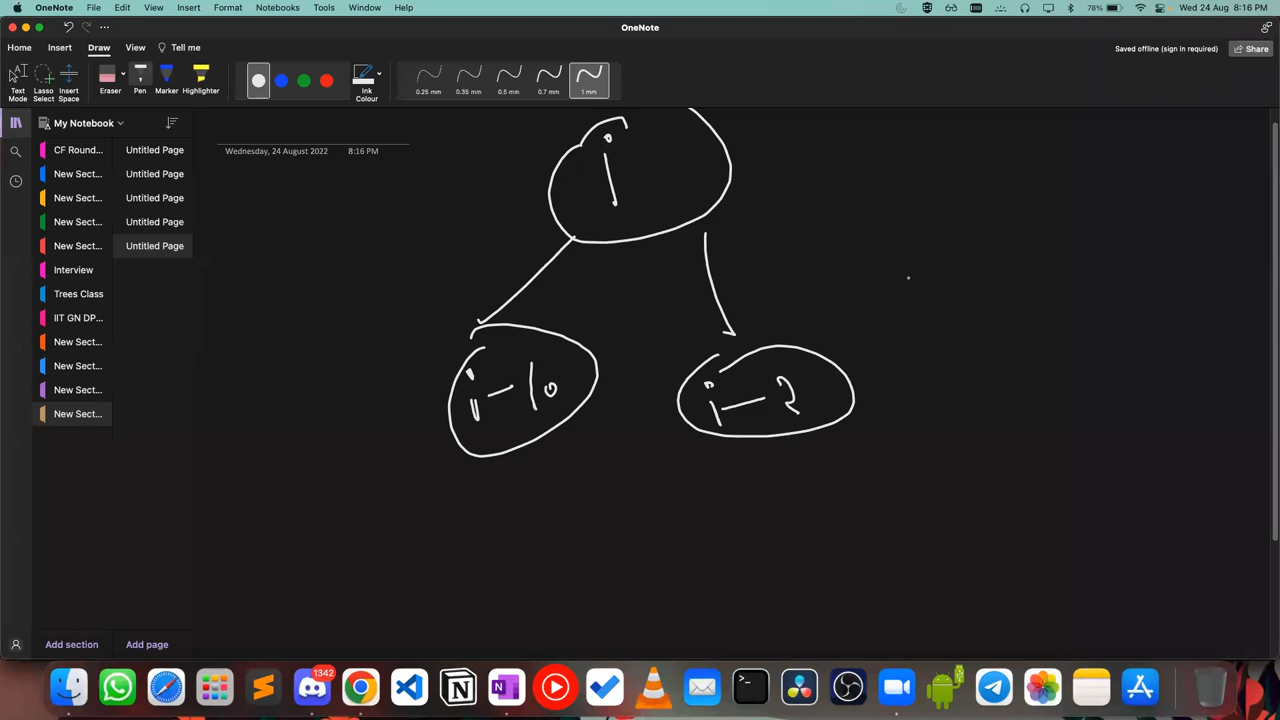 OneNote File Edit View Insert Format Notebooks Tools Window Help 78% Wed 24 Aug 8:16 PM
OneNote
Home Insert Draw View Tell me Saved offline (sign in required) Share
Text Mode Lasso Select Insert Space Eraser Pen Marker Highlighter Ink Colour 0.25 mm 0.35 mm 0.5 mm 0.7 mm 1 mm
My Notebook
CF Round... Untitled Page
Wednesday, 24 August 2022 8:16 PM
New Sect... Untitled Page
New Sect... Untitled Page
New Sect... Untitled Page
New Sect... Untitled Page
Interview
Trees Class
IIT GN DP...
New Sect...
New Sect...
New Sect...
New Sect...
i
i - 10
i - 2
Add section Add page
1342